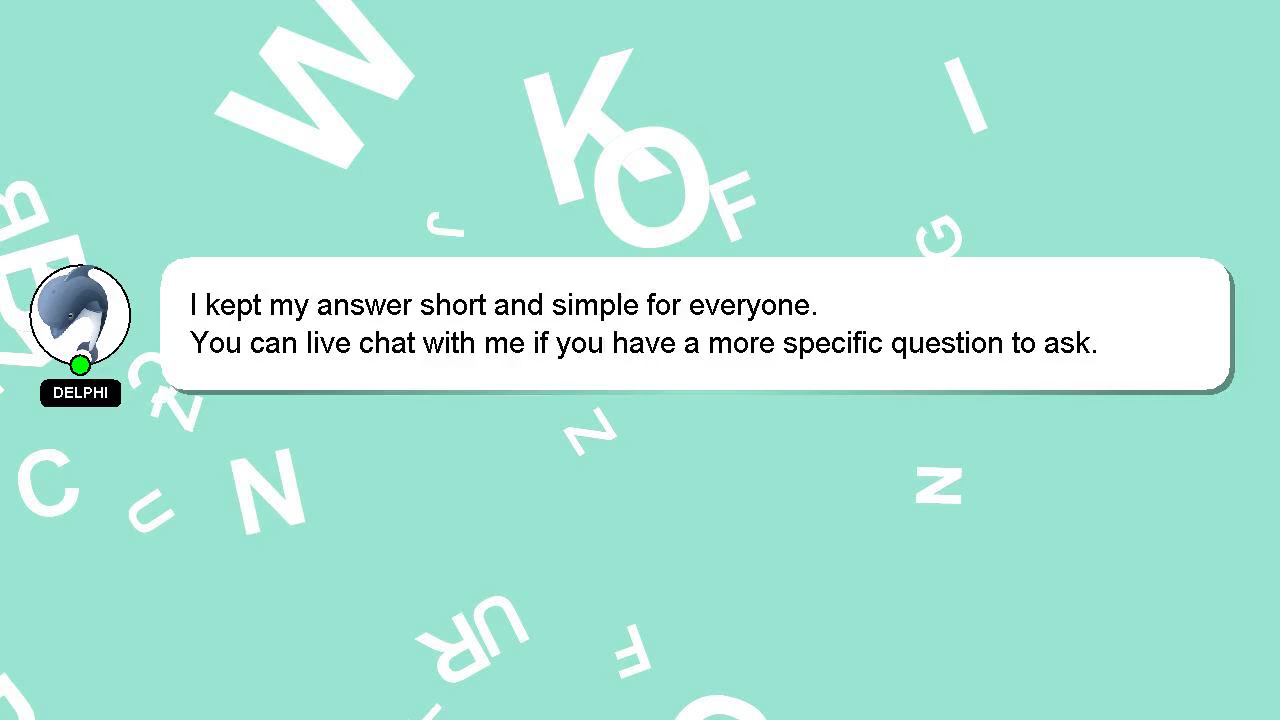 W
K
I
O
F
B
J
G
I kept my answer short and simple for everyone.
You can live chat with me if you have a more specific question to ask.
DELPHI
C
Z
N
C
N
U
N
UR
F